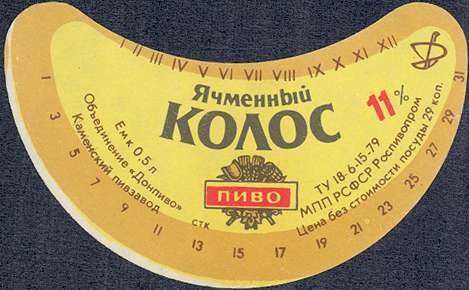 I II III IV V VI VII VIII IX X XI XII
Ячменный
КОЛОС
11%
ПИВО
Емк 0,5 л
Объединение «Донпиво»
Каменский пивзавод
стк
ТУ 18-6-15-79
МПП РСФСР Роспивопром
Цена без стоимости посуды 29 коп.
1 3 5 7 9 11 13 15 17 19 21 23 25 27 29 31